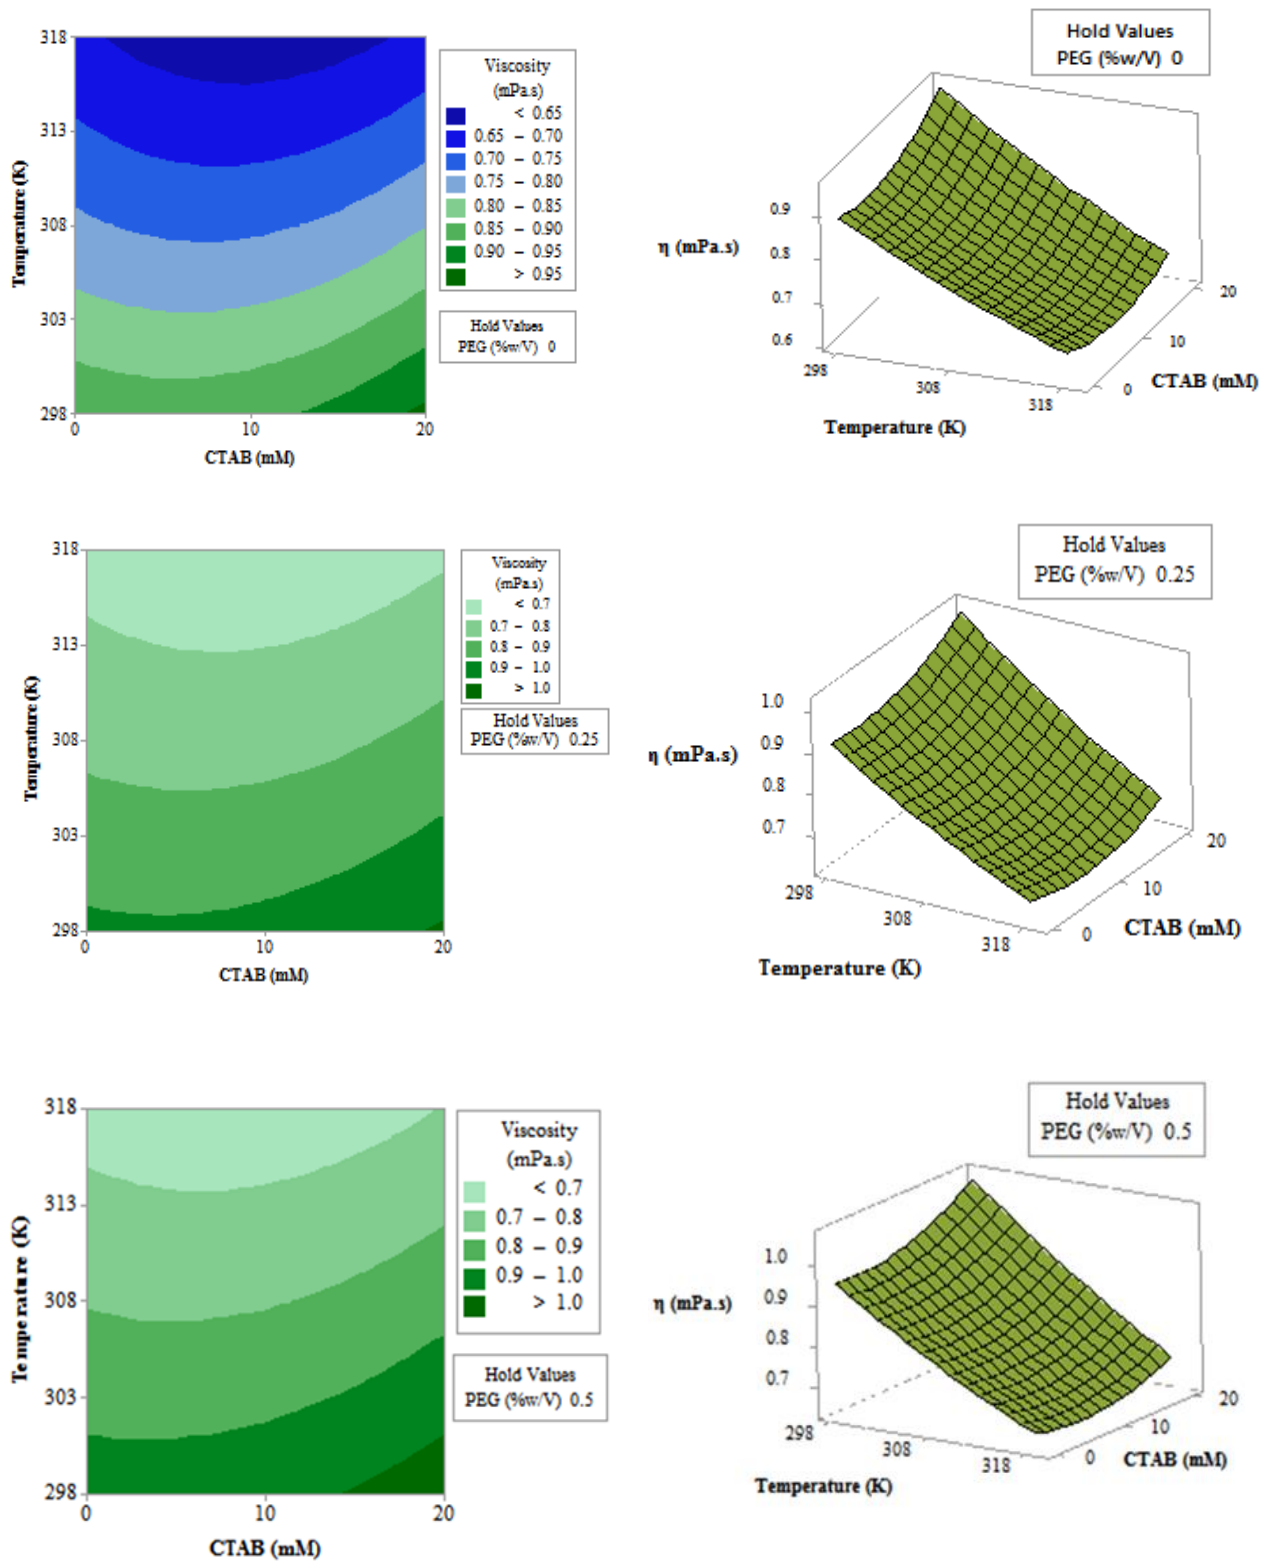 318
313
308
303
298
0
10
20
Temperature (K)
CTAB (mM)
Viscosity
(mPa.s)
< 0.65
0.65 – 0.70
0.70 – 0.75
0.75 – 0.80
0.80 – 0.85
0.85 – 0.90
0.90 – 0.95
> 0.95
Hold Values
PEG (%w/V) 0
Hold Values
PEG (%w/V) 0
0.9
0.8
0.7
0.6
η (mPa.s)
298
308
318
Temperature (K)
0
10
20
CTAB (mM)
318
313
308
303
298
0
10
20
Temperature (K)
CTAB (mM)
Viscosity
(mPa.s)
< 0.7
0.7 – 0.8
0.8 – 0.9
0.9 – 1.0
> 1.0
Hold Values
PEG (%w/V) 0.25
Hold Values
PEG (%w/V) 0.25
1.0
0.9
0.8
0.7
η (mPa.s)
298
308
318
Temperature (K)
0
10
20
CTAB (mM)
318
313
308
303
298
0
10
20
Temperature (K)
CTAB (mM)
Viscosity
(mPa.s)
< 0.7
0.7 – 0.8
0.8 – 0.9
0.9 – 1.0
> 1.0
Hold Values
PEG (%w/V) 0.5
Hold Values
PEG (%w/V) 0.5
1.0
0.9
0.8
0.7
η (mPa.s)
298
308
318
Temperature (K)
0
10
20
CTAB (mM)